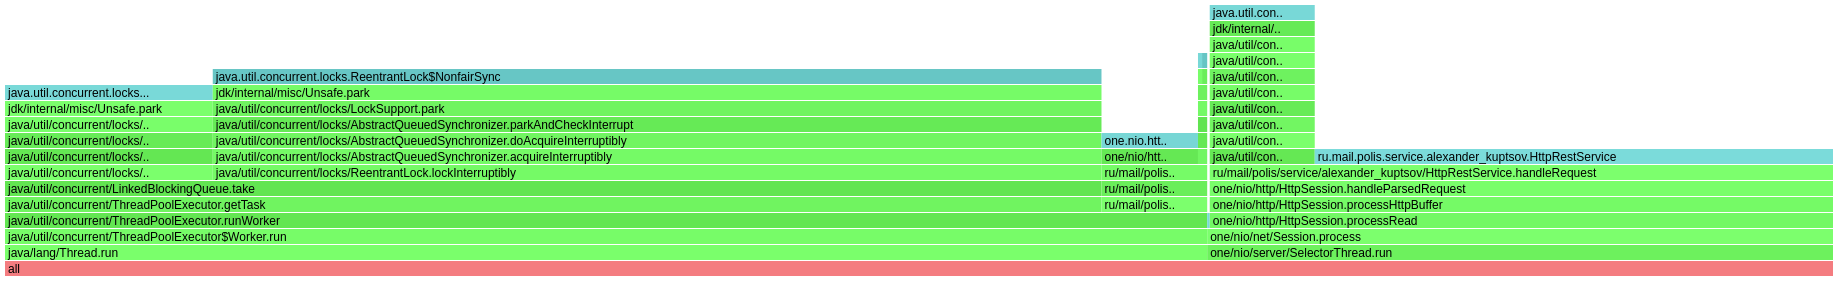 java.util.con..
jdk/internal/..
java/util/con..
java/util/con..
java.util.concurrent.locks.ReentrantLock$NonfairSync
java/util/con..
java.util.concurrent.locks...
jdk/internal/misc/Unsafe.park
java/util/con..
jdk/internal/misc/Unsafe.park
java/util/concurrent/locks/LockSupport.park
java/util/con..
java/util/concurrent/locks/..
java/util/concurrent/locks/AbstractQueuedSynchronizer.parkAndCheckInterrupt
java/util/con..
java/util/concurrent/locks/..
java/util/concurrent/locks/AbstractQueuedSynchronizer.doAcquireInterruptibly
one.nio.htt..
java/util/con..
java/util/concurrent/locks/..
java/util/concurrent/locks/AbstractQueuedSynchronizer.acquireInterruptibly
one/nio/htt..
java/util/con..
ru.mail.polis.service.alexander_kuptsov.HttpRestService
java/util/concurrent/locks/..
java/util/concurrent/locks/ReentrantLock.lockInterruptibly
ru/mail/polis..
ru/mail/polis/service/alexander_kuptsov/HttpRestService.handleRequest
java/util/concurrent/LinkedBlockingQueue.take
ru/mail/polis..
one/nio/http/HttpSession.handleParsedRequest
java/util/concurrent/ThreadPoolExecutor.getTask
ru/mail/polis..
one/nio/http/HttpSession.processHttpBuffer
java/util/concurrent/ThreadPoolExecutor.runWorker
one/nio/http/HttpSession.processRead
java/util/concurrent/ThreadPoolExecutor$Worker.run
one/nio/net/Session.process
java/lang/Thread.run
one/nio/server/SelectorThread.run
all